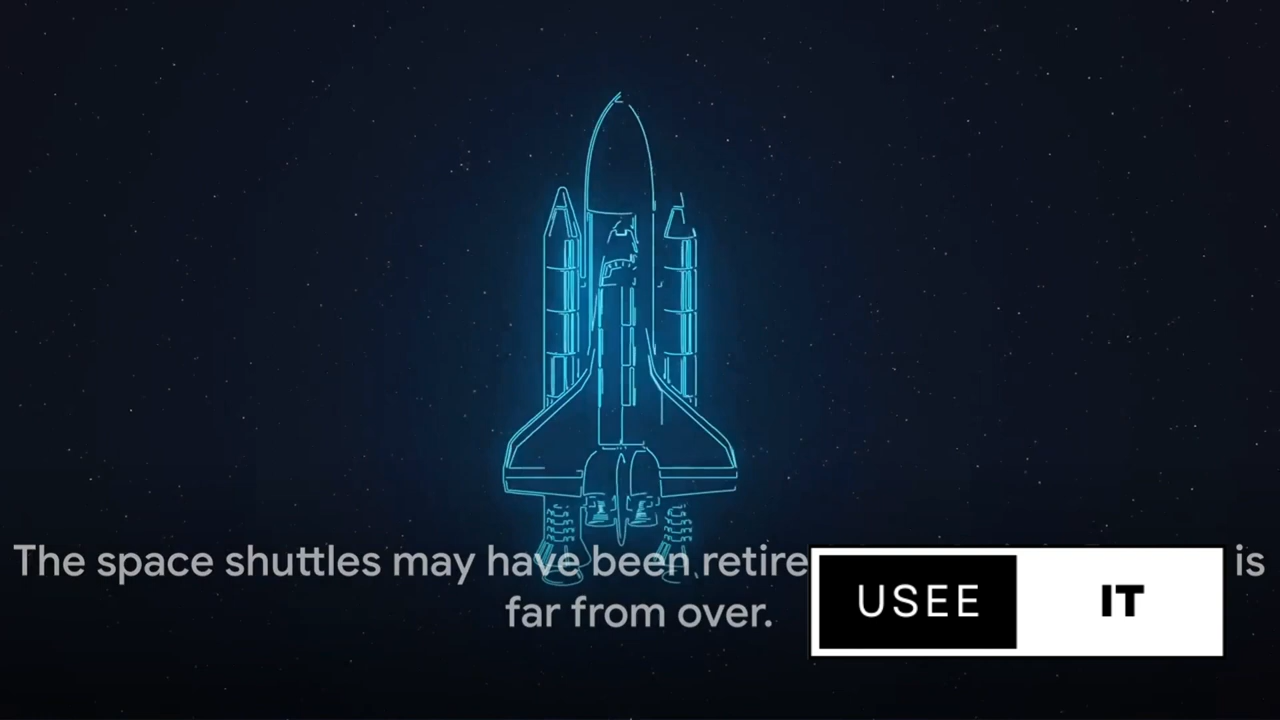 The space shuttles may have been retire is
far from over.
USEE IT